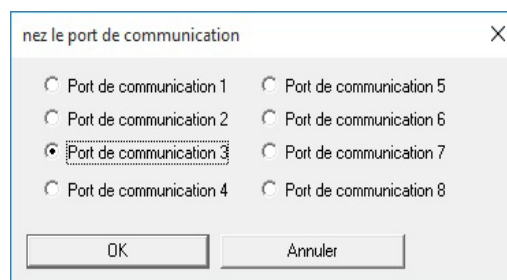 nez le port de communication
Port de communication 1
Port de communication 2
Port de communication 3
Port de communication 4
Port de communication 5
Port de communication 6
Port de communication 7
Port de communication 8
OK
Annuler